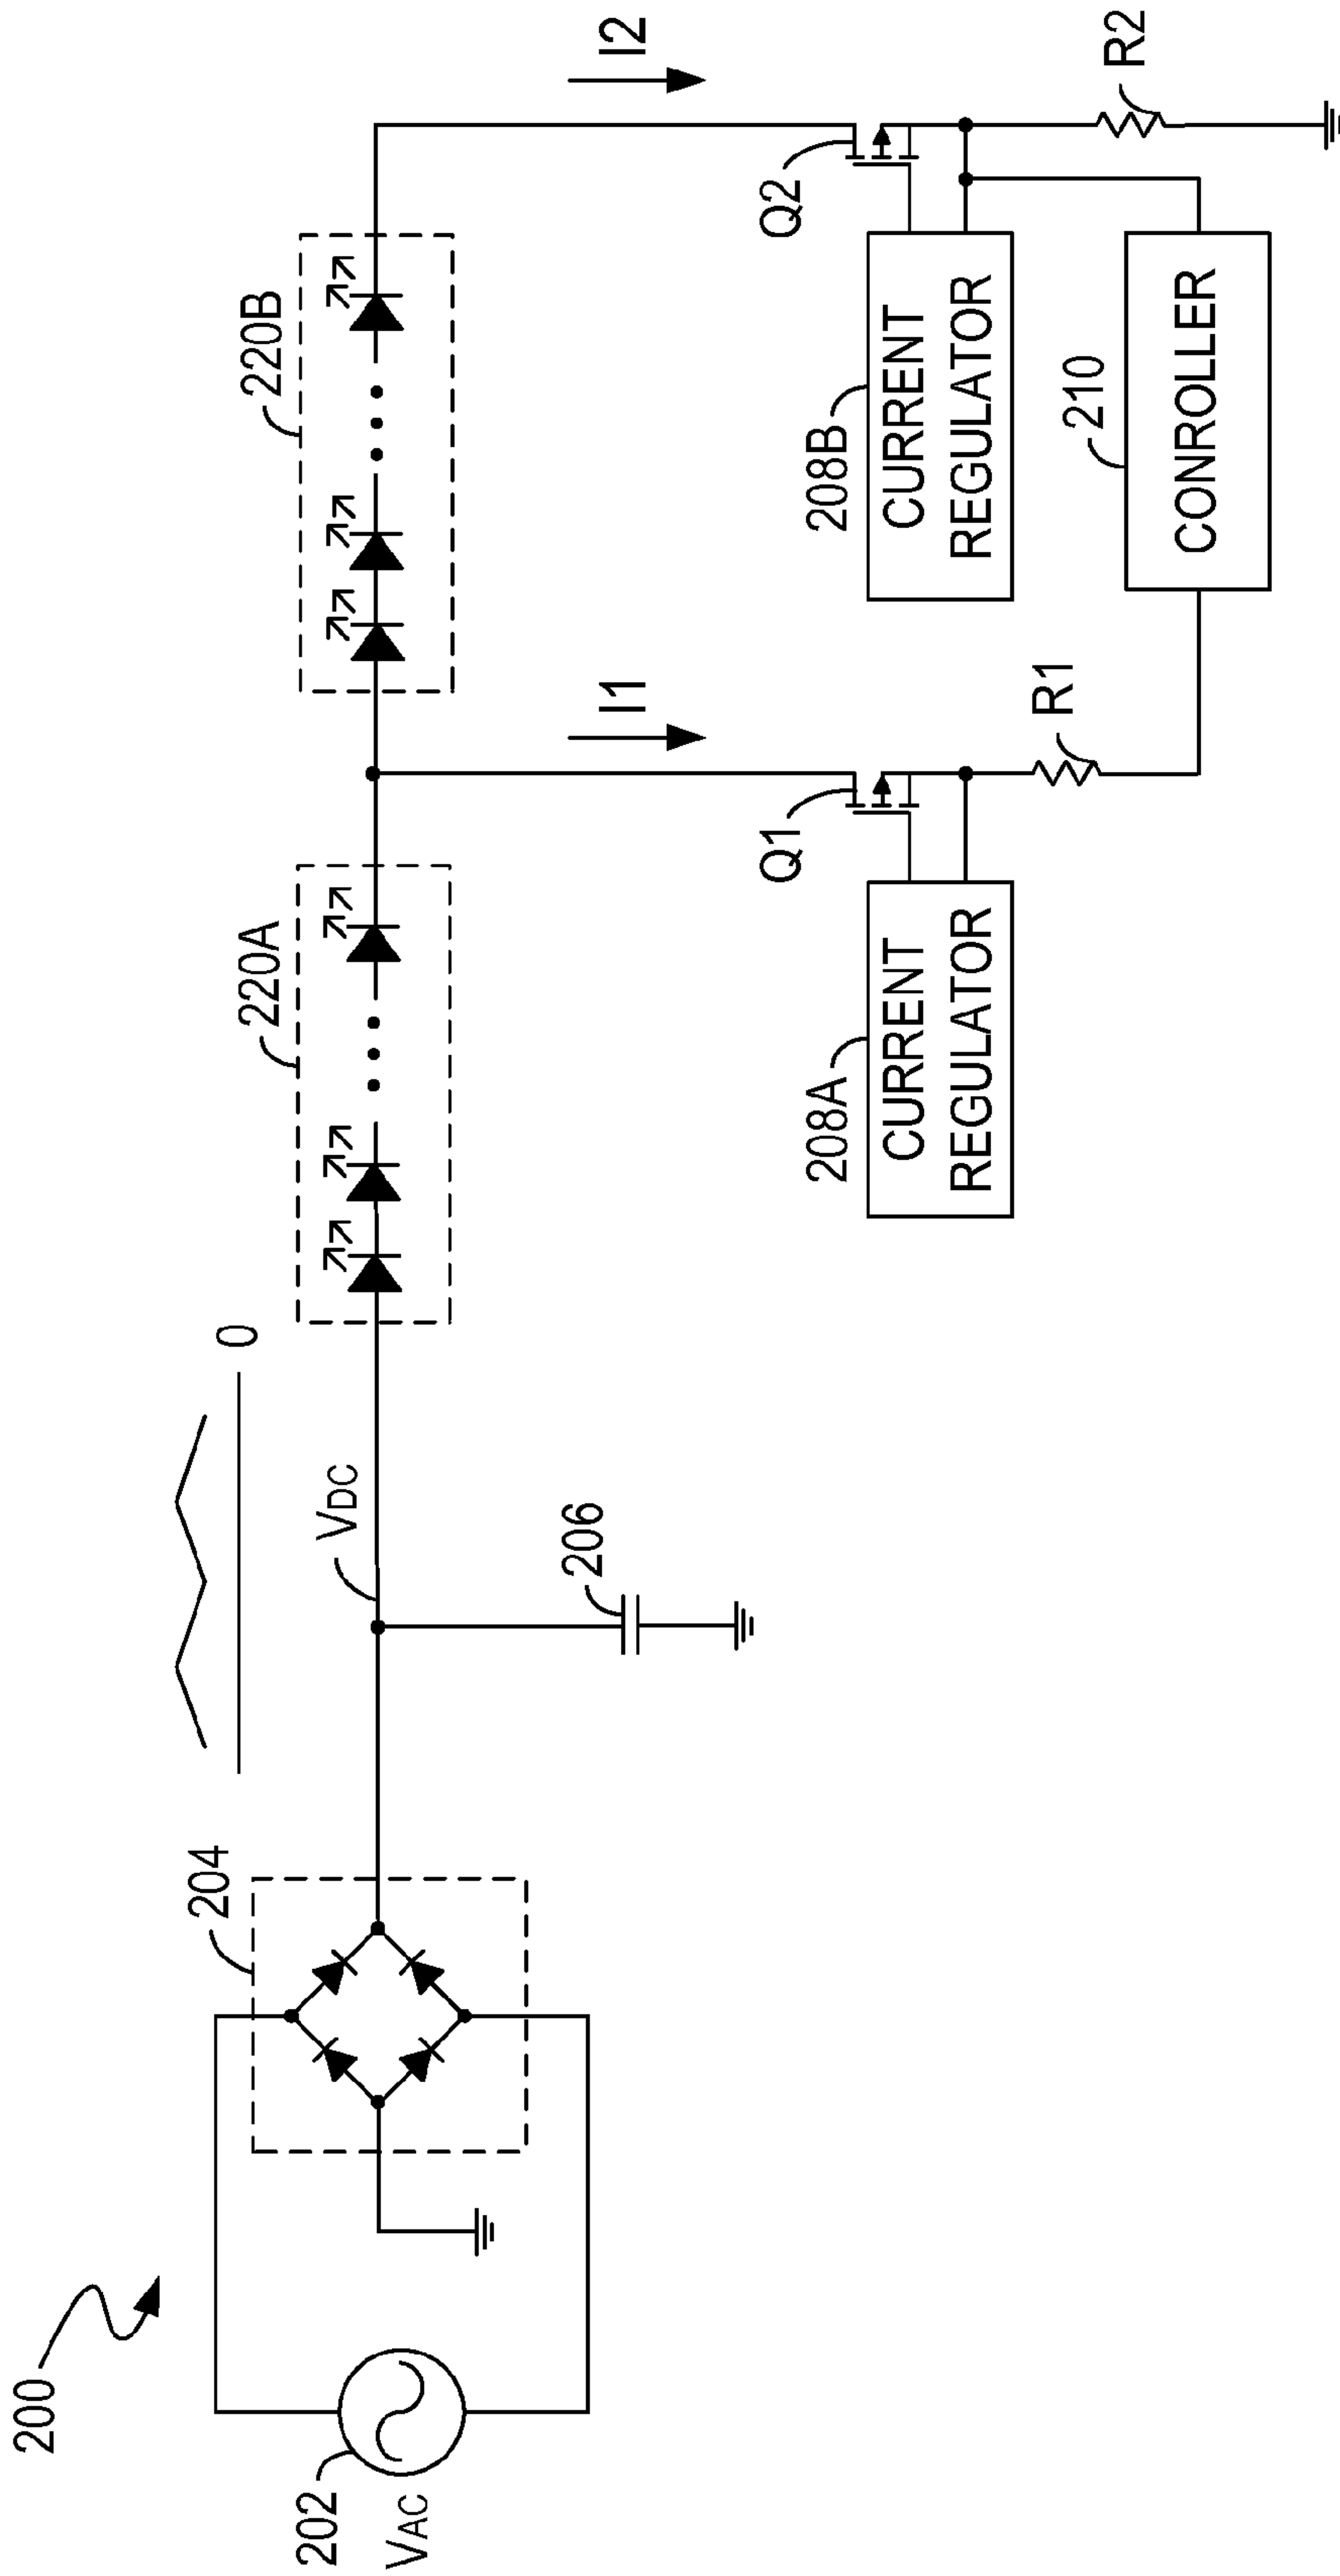 200
202
VAC
204
0
VDC
206
220A
220B
I1
I2
Q1
Q2
208A
CURRENT
REGULATOR
208B
CURRENT
REGULATOR
R1
R2
210
CONROLLER